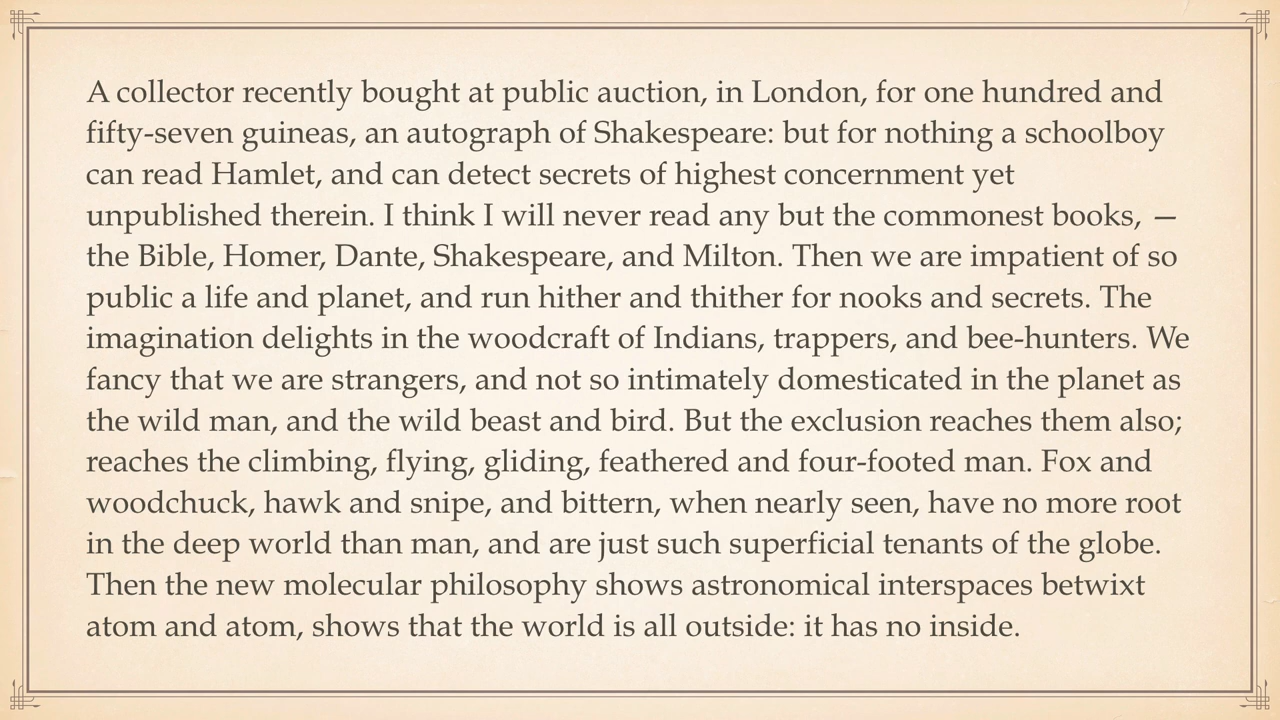 A collector recently bought at public auction, in London, for one hundred and
fifty-seven guineas, an autograph of Shakespeare: but for nothing a schoolboy
can read Hamlet, and can detect secrets of highest concernment yet
unpublished therein. I think I will never read any but the commonest books, —
the Bible, Homer, Dante, Shakespeare, and Milton. Then we are impatient of so
public a life and planet, and run hither and thither for nooks and secrets. The
imagination delights in the woodcraft of Indians, trappers, and bee-hunters. We
fancy that we are strangers, and not so intimately domesticated in the planet as
the wild man, and the wild beast and bird. But the exclusion reaches them also;
reaches the climbing, flying, gliding, feathered and four-footed man. Fox and
woodchuck, hawk and snipe, and bittern, when nearly seen, have no more root
in the deep world than man, and are just such superficial tenants of the globe.
Then the new molecular philosophy shows astronomical interspaces betwixt
atom and atom, shows that the world is all outside: it has no inside.